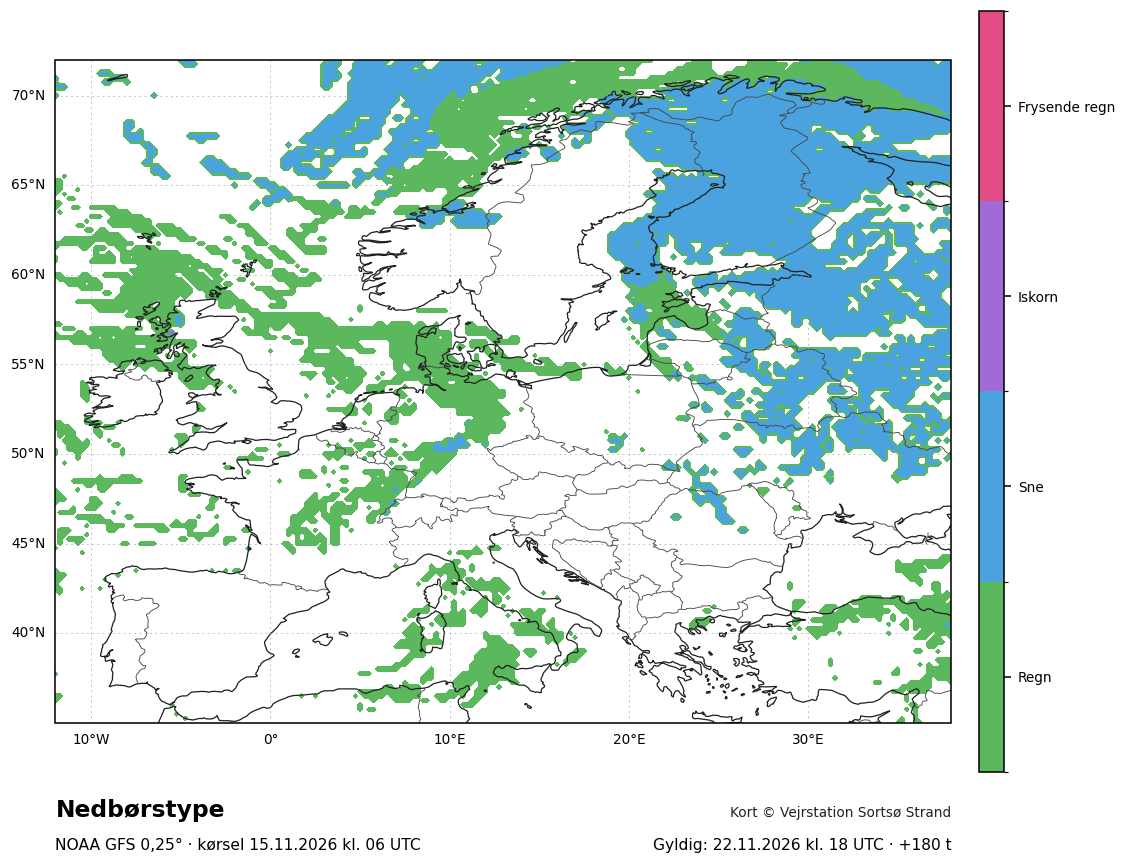 70°N
65°N
60°N
55°N
50°N
45°N
40°N
10°W
0°
10°E
20°E
30°E
Frysende regn
Iskorn
Sne
Regn
Nedbørstype
Kort © Vejrstation Sortsø Strand
NOAA GFS 0,25° · kørsel 15.11.2026 kl. 06 UTC
Gyldig: 22.11.2026 kl. 18 UTC · +180 t